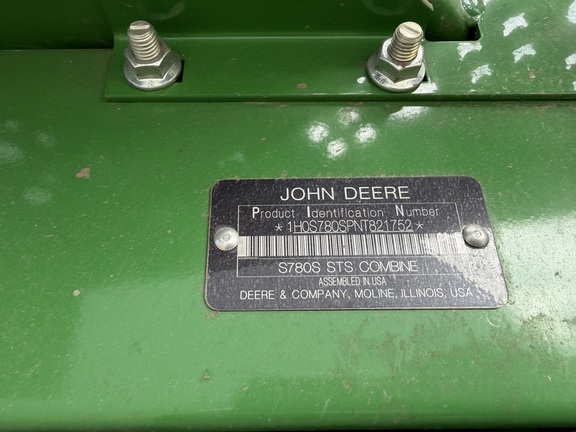 JOHN DEERE
Product Identification Number
*1H0S780SPNT821752*
S780S STS COMBINE
ASSEMBLED IN USA
DEERE & COMPANY, MOLINE, ILLINOIS, USA